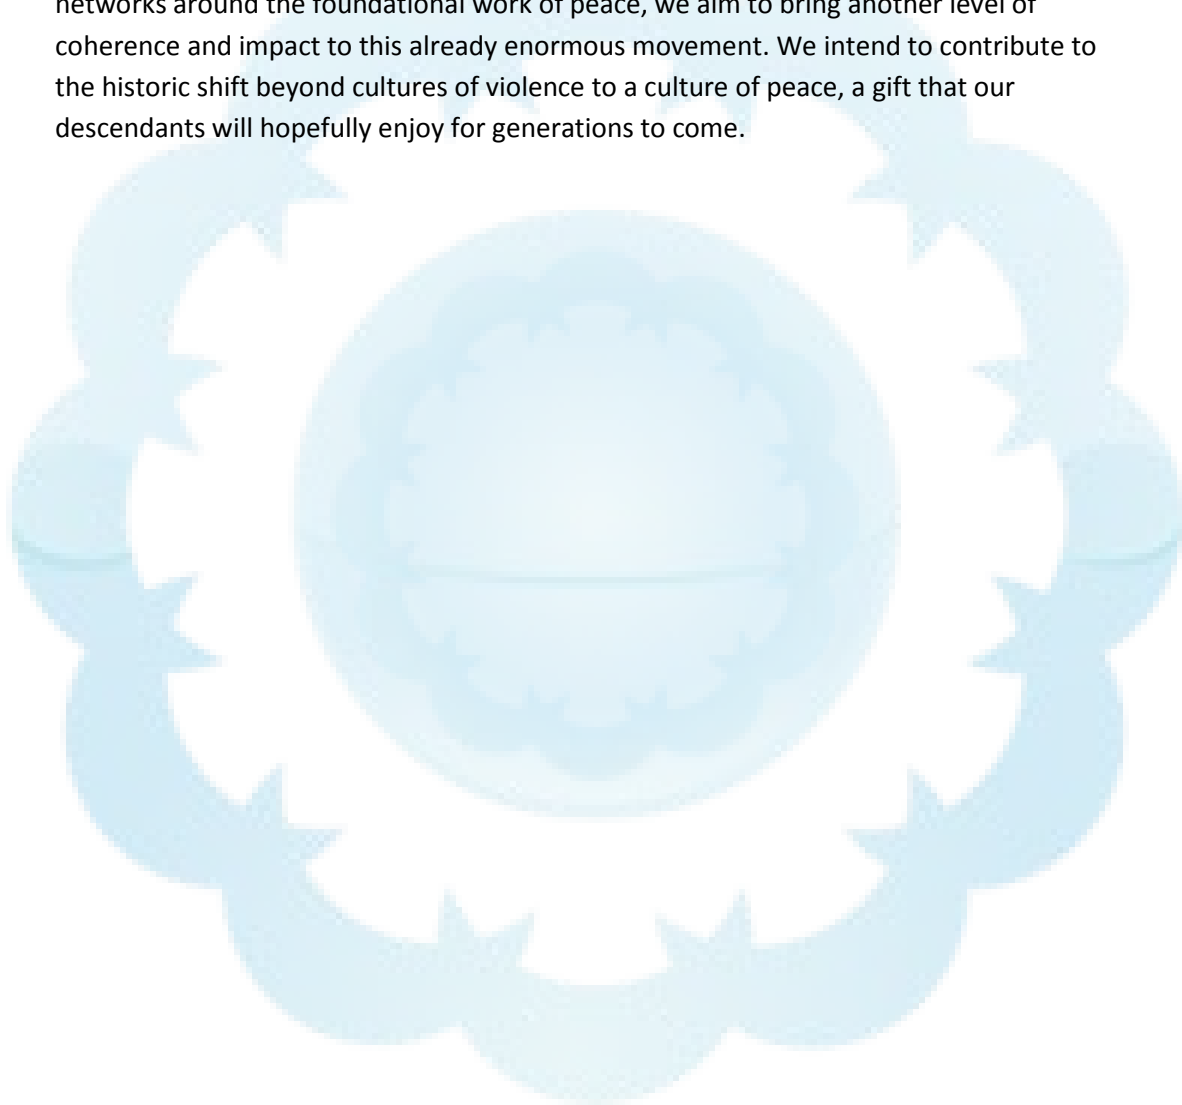 networks around the foundational work of peace, we aim to bring another level of
coherence and impact to this already enormous movement. We intend to contribute to
the historic shift beyond cultures of violence to a culture of peace, a gift that our
descendants will hopefully enjoy for generations to come.